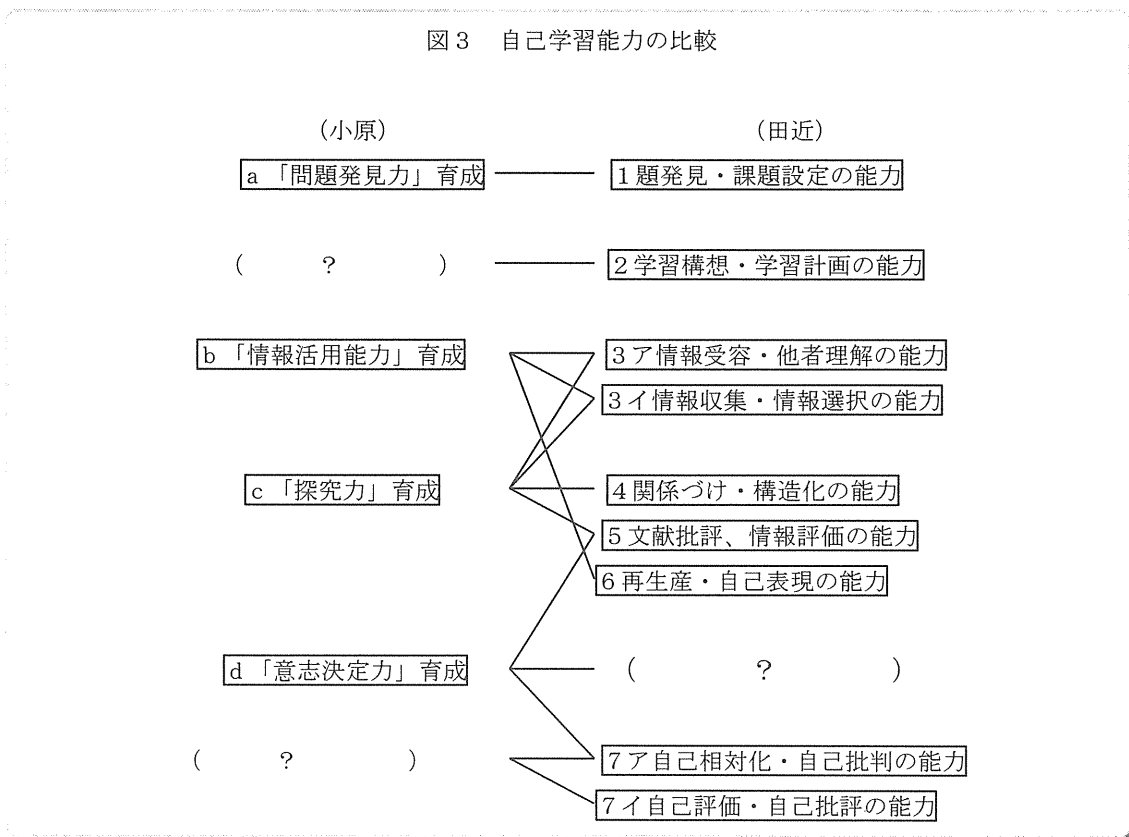 図３　自己学習能力の比較
（小原）　（田近）
a 「問題発見力」育成　１題発見・課題設定の能力
（　？　）　２学習構想・学習計画の能力
b 「情報活用能力」育成　３ア情報受容・他者理解の能力
３イ情報収集・情報選択の能力
c 「探究力」育成　４関係づけ・構造化の能力
５文献批評、情報評価の能力
６再生産・自己表現の能力
d 「意志決定力」育成　（　？　）
（　？　）　７ア自己相対化・自己批判の能力
７イ自己評価・自己批評の能力